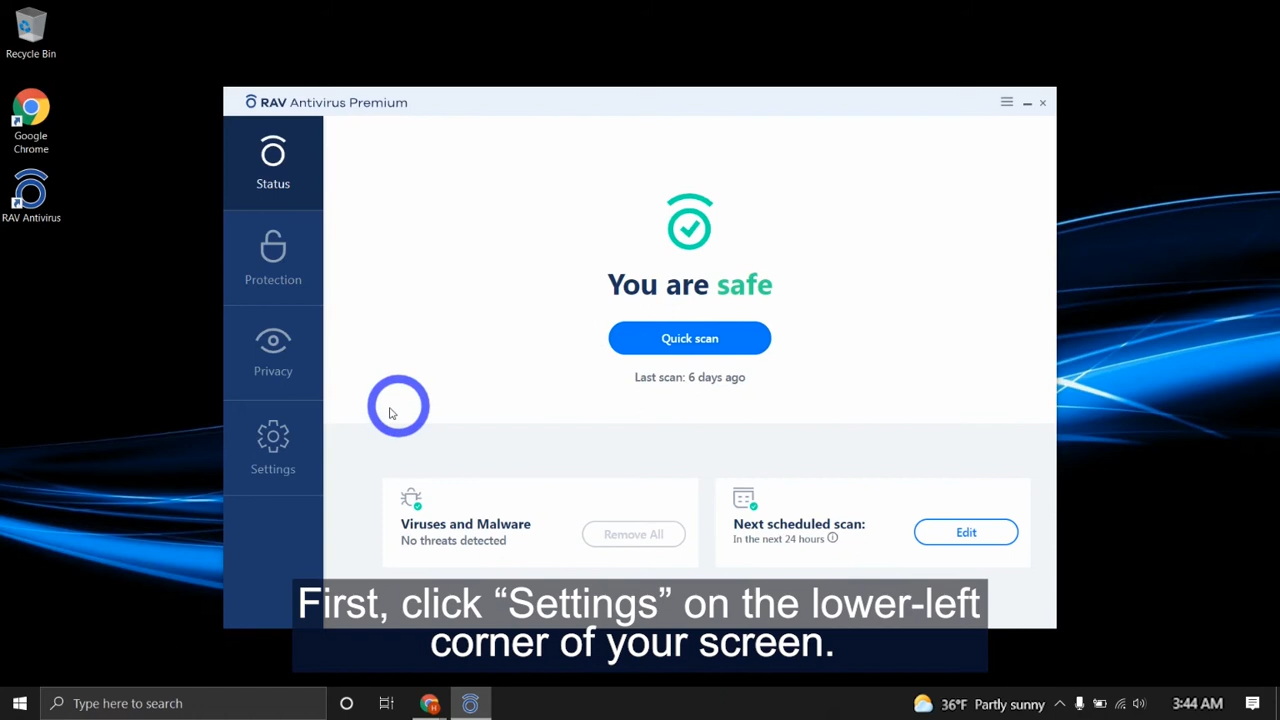 Recycle Bin
Google
Chrome
RAV Antivirus
RAV Antivirus Premium
Status
Protection
Privacy
Settings
You are safe
Quick scan
Last scan: 6 days ago
Viruses and Malware
No threats detected
Remove All
Next scheduled scan:
In the next 24 hours
Edit
First, click “Settings” on the lower-left
corner of your screen.
Type here to search
H
36°F Partly sunny
3:44 AM